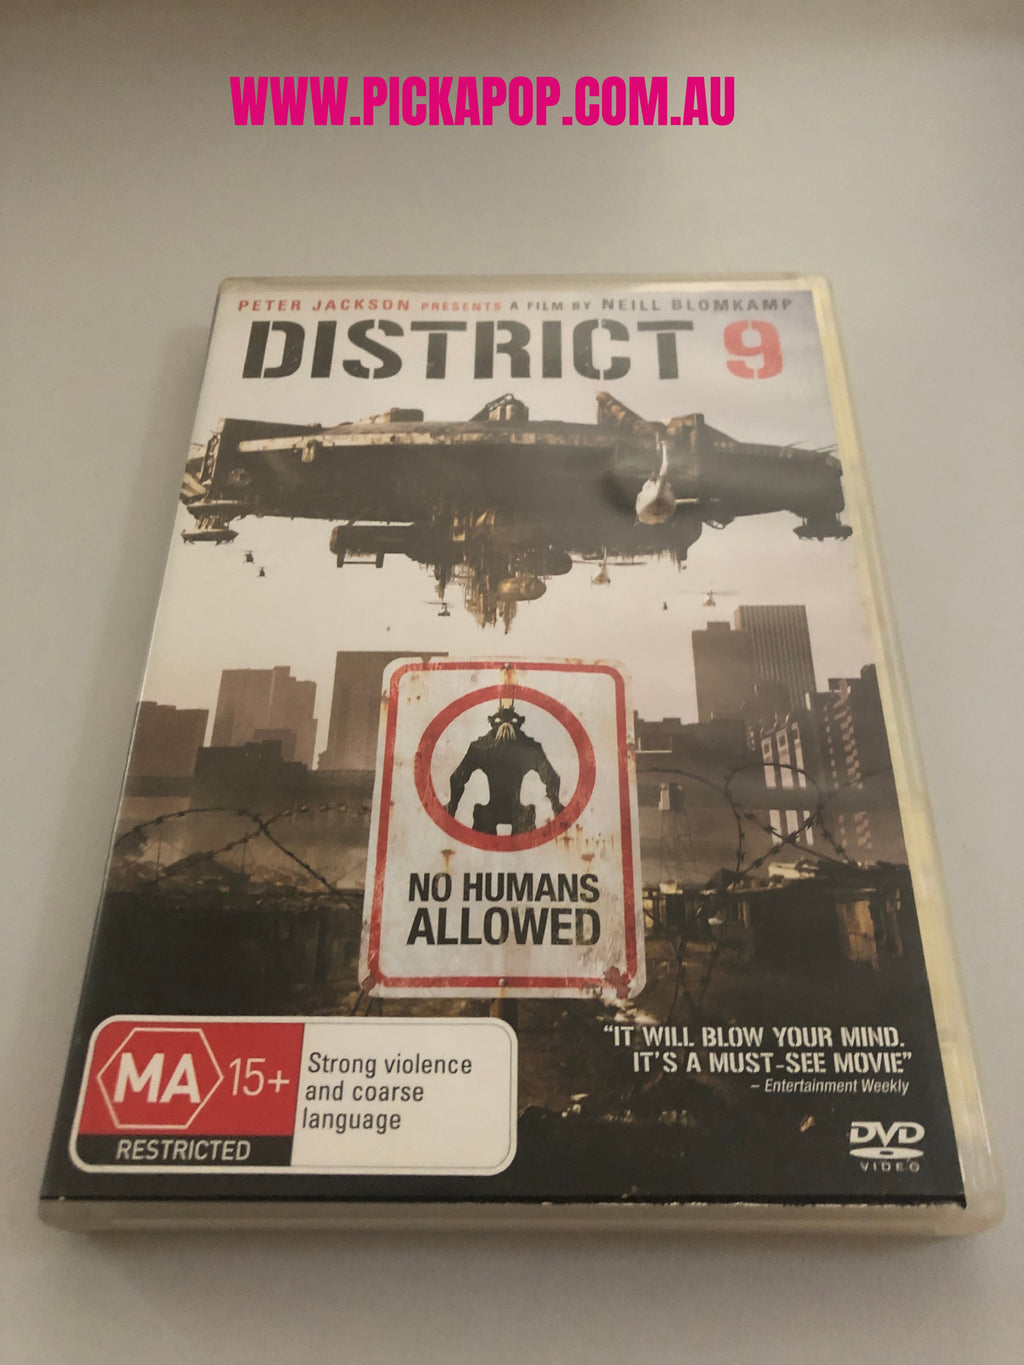 WWW.PICKAPOP.COM.AU
PETER JACKSON PRESENTS A FILM BY NEILL BLOMKAMP
DISTRICT 9
NO HUMANS
ALLOWED
"IT WILL BLOW YOUR MIND.
IT'S A MUST-SEE MOVIE"
– Entertainment Weekly
MA 15+
RESTRICTED
Strong violence
and coarse
language
DVD
VIDEO